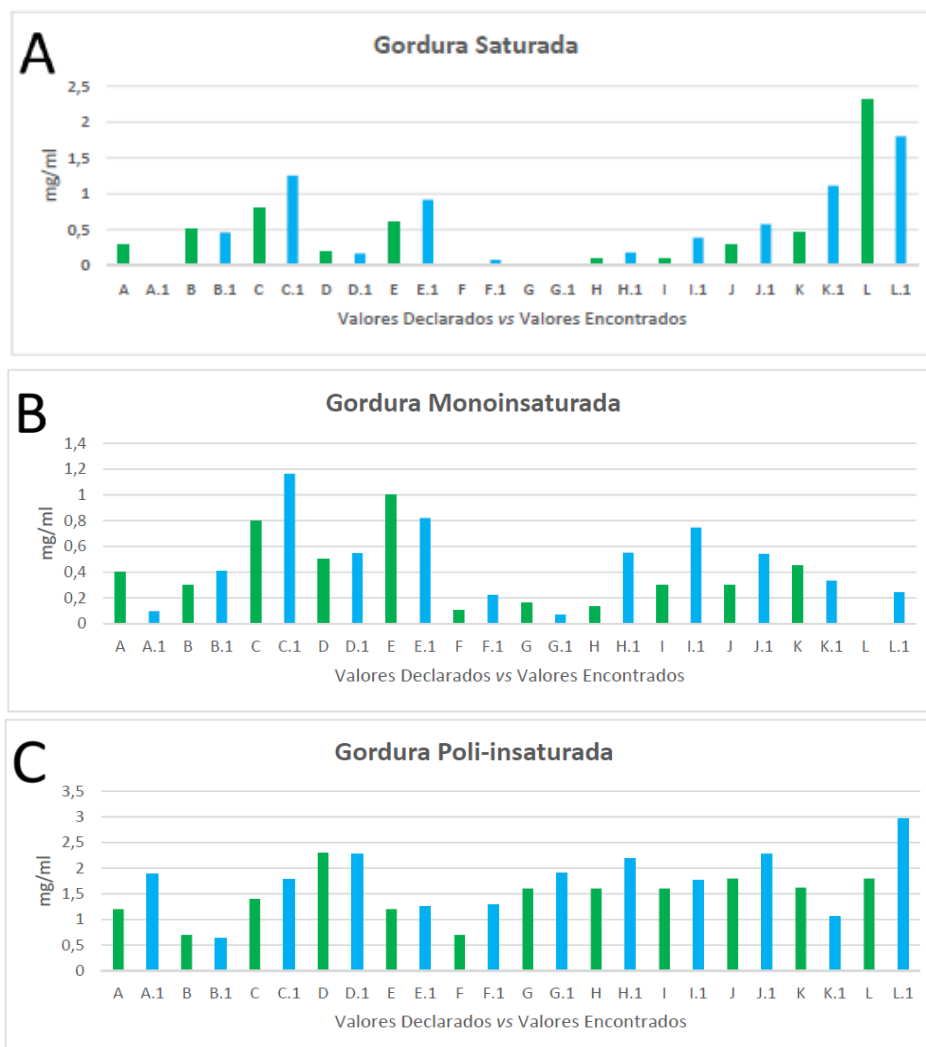 A
Gordura Saturada
mg/ml
2,5
2
1,5
1
0,5
0
A A.1 B B.1 C C.1 D D.1 E E.1 F F.1 G G.1 H H.1 I I.1 J J.1 K K.1 L L.1
Valores Declarados vs Valores Encontrados
B
Gordura Monoinsaturada
mg/ml
1,4
1,2
1
0,8
0,6
0,4
0,2
0
A A.1 B B.1 C C.1 D D.1 E E.1 F F.1 G G.1 H H.1 I I.1 J J.1 K K.1 L L.1
Valores Declarados vs Valores Encontrados
C
Gordura Poli-insaturada
mg/ml
3,5
3
2,5
2
1,5
1
0,5
0
A A.1 B B.1 C C.1 D D.1 E E.1 F F.1 G G.1 H H.1 I I.1 J J.1 K K.1 L L.1
Valores Declarados vs Valores Encontrados